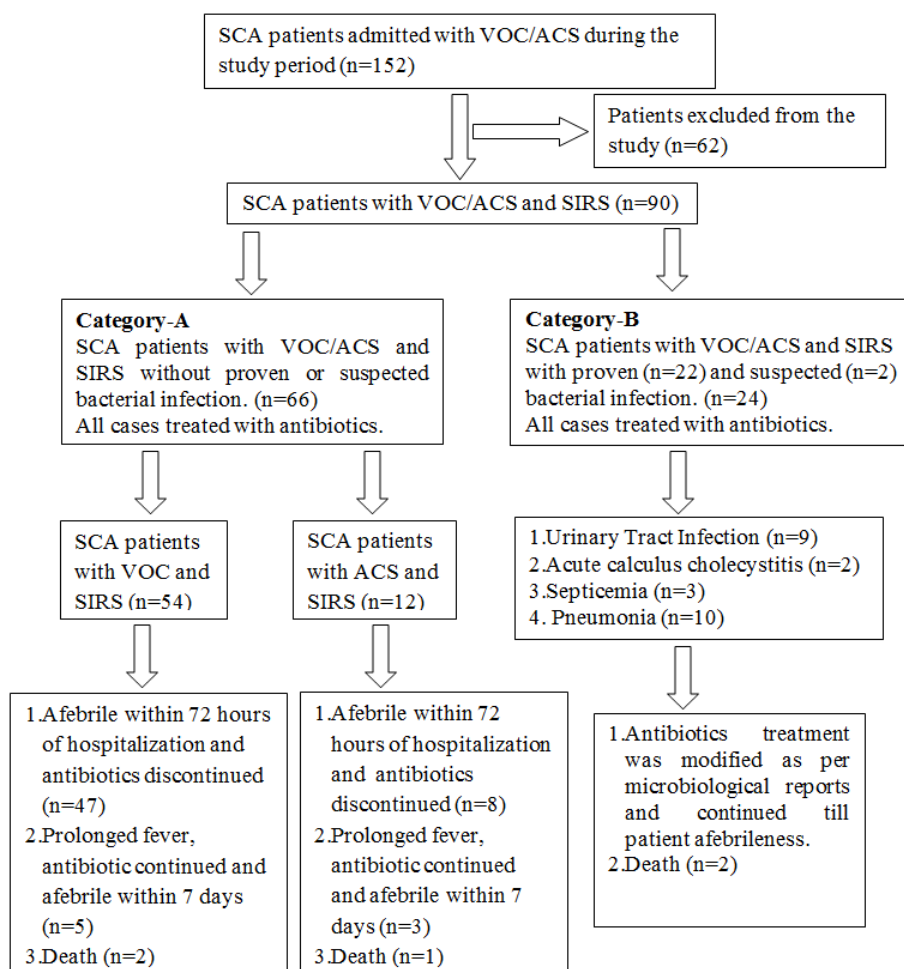 SCA patients admitted with VOC/ACS during the
study period (n=152)
Patients excluded from the
study (n=62)
SCA patients with VOC/ACS and SIRS (n=90)
Category-A
SCA patients with VOC/ACS and
SIRS without proven or suspected
bacterial infection. (n=66)
All cases treated with antibiotics.
Category-B
SCA patients with VOC/ACS and SIRS
with proven (n=22) and suspected (n=2)
bacterial infection. (n=24)
All cases treated with antibiotics.
SCA patients
with VOC and
SIRS (n=54)
SCA patients
with ACS and
SIRS (n=12)
1.Urinary Tract Infection (n=9)
2.Acute calculus cholecystitis (n=2)
3.Septicemia (n=3)
4. Pneumonia (n=10)
1.Afebrile within 72 hours
of hospitalization and
antibiotics discontinued
(n=47)
2.Prolonged fever,
antibiotic continued and
afebrile within 7 days
(n=5)
3.Death (n=2)
1.Afebrile within 72
hours of hospitalization
and antibiotics
discontinued (n=8)
2.Prolonged fever,
antibiotic continued
and afebrile within 7
days (n=3)
3.Death (n=1)
1.Antibiotics treatment
was modified as per
microbiological reports
and continued till
patient afebrileness.
2.Death (n=2)